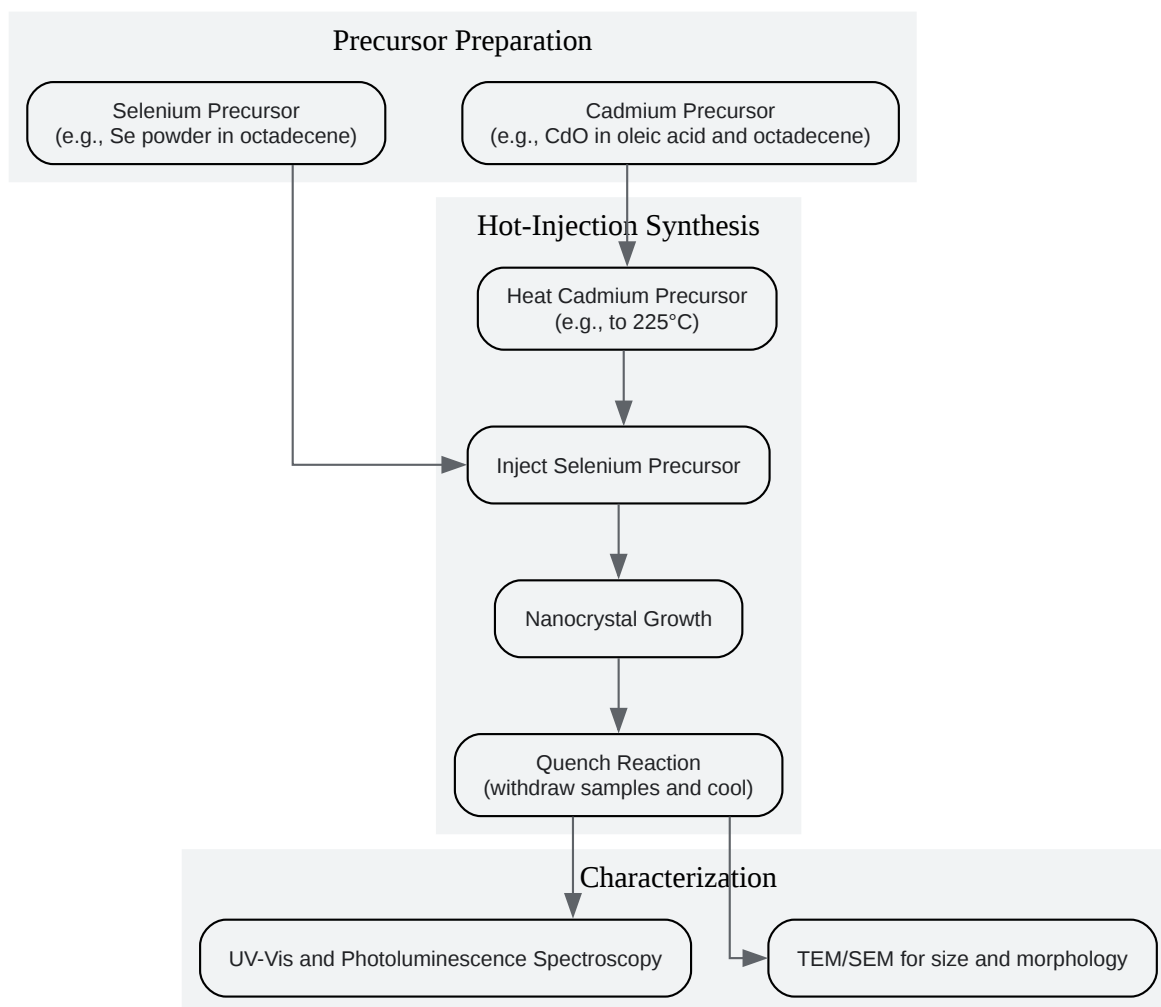 Precursor Preparation
Selenium Precursor
(e.g., Se powder in octadecene)
Cadmium Precursor
(e.g., CdO in oleic acid and octadecene)
Hot-Injection Synthesis
Heat Cadmium Precursor
(e.g., to 225°C)
Inject Selenium Precursor
Nanocrystal Growth
Quench Reaction
(withdraw samples and cool)
Characterization
UV-Vis and Photoluminescence Spectroscopy
TEM/SEM for size and morphology